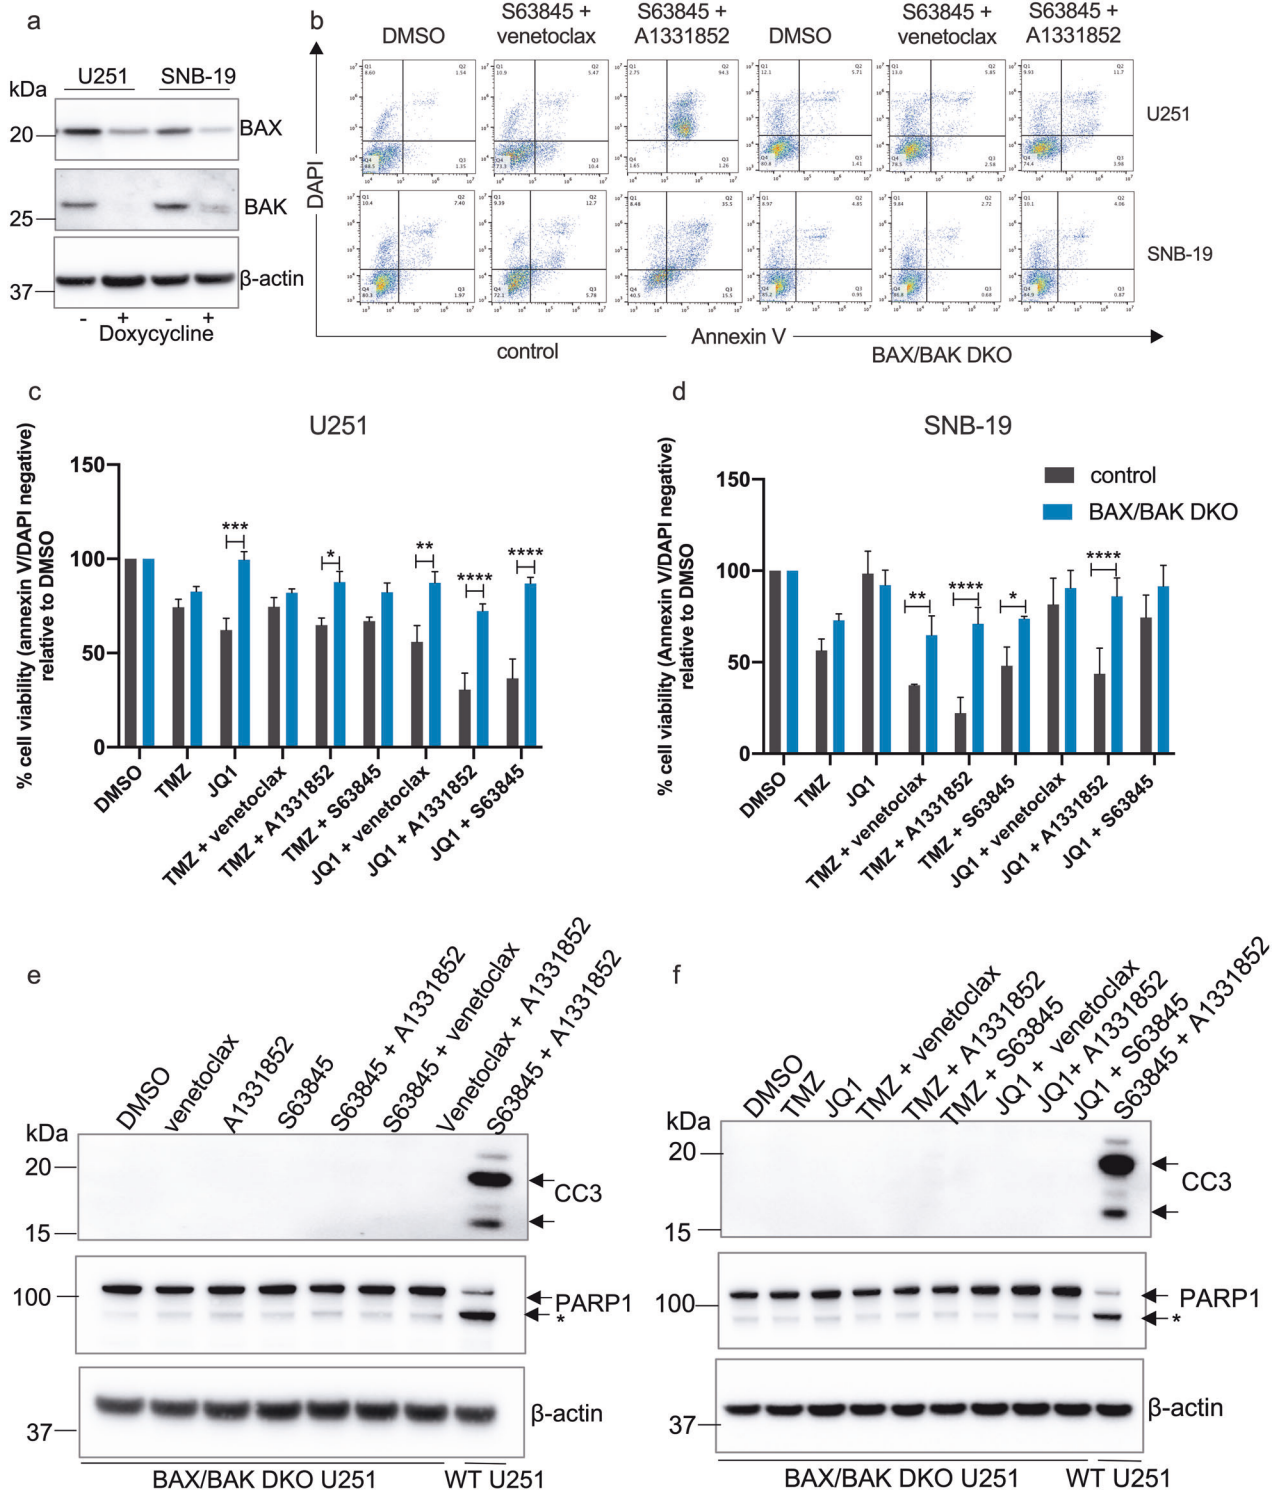 a
U251 SNB-19
kDa
20
BAX
25
BAK
37
β-actin
- + - +
Doxycycline
b
DMSO
S63845 +
venetoclax
S63845 +
A1331852
DMSO
S63845 +
venetoclax
S63845 +
A1331852
U251
SNB-19
DAPI
Annexin V
control
BAX/BAK DKO
c
U251
% cell viability (annexin V/DAPI negative)
relative to DMSO
150
100
50
0
***
*
**
****
****
DMSO
TMZ
JQ1
TMZ + venetoclax
TMZ + A1331852
TMZ + S63845
JQ1 + venetoclax
JQ1 + A1331852
JQ1 + S63845
d
SNB-19
control
BAX/BAK DKO
% cell viability (Annexin V/DAPI negative)
relative to DMSO
150
100
50
0
**
****
*
****
DMSO
TMZ
JQ1
TMZ + venetoclax
TMZ + A1331852
TMZ + S63845
JQ1 + venetoclax
JQ1 + A1331852
JQ1 + S63845
e
DMSO
venetoclax
A1331852
S63845
S63845 + A1331852
S63845 + venetoclax
Venetoclax + A1331852
S63845 + A1331852
kDa
20
15
CC3
100
PARP1
*
37
β-actin
BAX/BAK DKO U251
WT U251
f
DMSO
TMZ
JQ1
TMZ + venetoclax
TMZ + A1331852
TMZ + S63845
JQ1 + venetoclax
JQ1+ A1331852
JQ1 + S63845
S63845 + A1331852
kDa
20
15
CC3
100
PARP1
*
37
β-actin
BAX/BAK DKO U251
WT U251